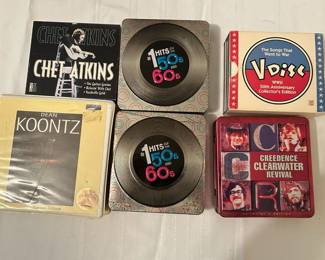 CHET ATKINS
CHET ATKINS
#1 HITS
50s
60s
The Songs That
Went to War
V Disc
WWII
50th Anniversary
Collector's Edition
DEAN
KOONTZ
#1 HITS
50s
60s
C C
C R
CREEDENCE
CLEARWATER
REVIVAL